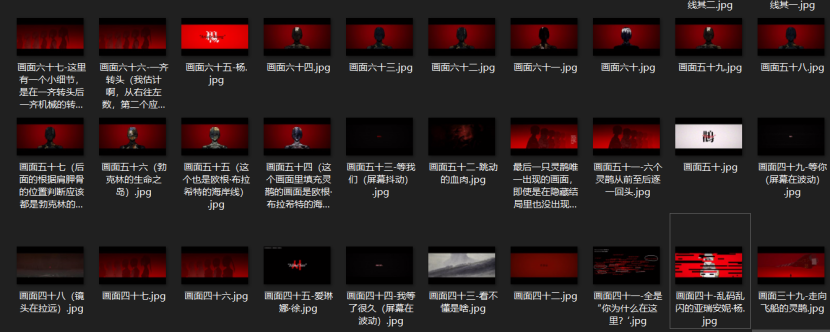 线其二.jpg
线其一.jpg
画面六十七-这里
有一个小细节，
是在一齐转头后
一齐机械的转...
画面六十六-一齐
转头（我估计
啊，从右往左
数，第二个应...
画面六十五-杨.
jpg
画面六十四.jpg
画面六十三.jpg
画面六十二.jpg
画面六十一.jpg
画面六十.jpg
画面五十九.jpg
画面五十八.jpg
画面五十七（后
面的根据肩胛骨
的位置判断应该
都是勃克林的...
画面五十六（勃
克林的生命之
岛）.jpg
画面五十五（这
个也是欧根·布拉
希特的海岸线）
.jpg
画面五十四（这
个画面里填充灵
鹊的画面是欧根·
布拉希特的海...
画面五十三-等我
们（屏幕抖动）
.jpg
画面五十二-跳动
的血肉.jpg
最后一只灵鹊唯
一出现的画面，
即使是在隐藏结
局里也没出现...
画面五十一-六个
灵鹊从前至后逐
一回头.jpg
鹊
画面五十.jpg
画面四十九-等你
（屏幕在波动）
.jpg
画面四十八（镜
头在拉远）.jpg
画面四十七.jpg
画面四十六.jpg
画面四十五-爱琳
娜-徐.jpg
画面四十四-我等
了很久（屏幕在
波动）.jpg
画面四十三-看不
懂是啥.jpg
画面四十二.jpg
画面四十一-全是
“你为什么在这
里？’.jpg
画面四十-乱码乱
闪的亚瑞安妮-杨.
jpg
画面三十九-走向
飞船的灵鹊.jpg